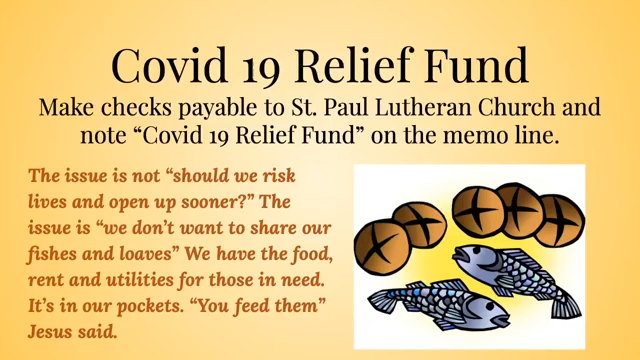 Covid 19 Relief Fund
Make checks payable to St. Paul Lutheran Church and
note “Covid 19 Relief Fund” on the memo line.
The issue is not “should we risk
lives and open up sooner?” The
issue is “we don’t want to share our
fishes and loaves” We have the food,
rent and utilities for those in need.
It’s in our pockets. “You feed them”
Jesus said.